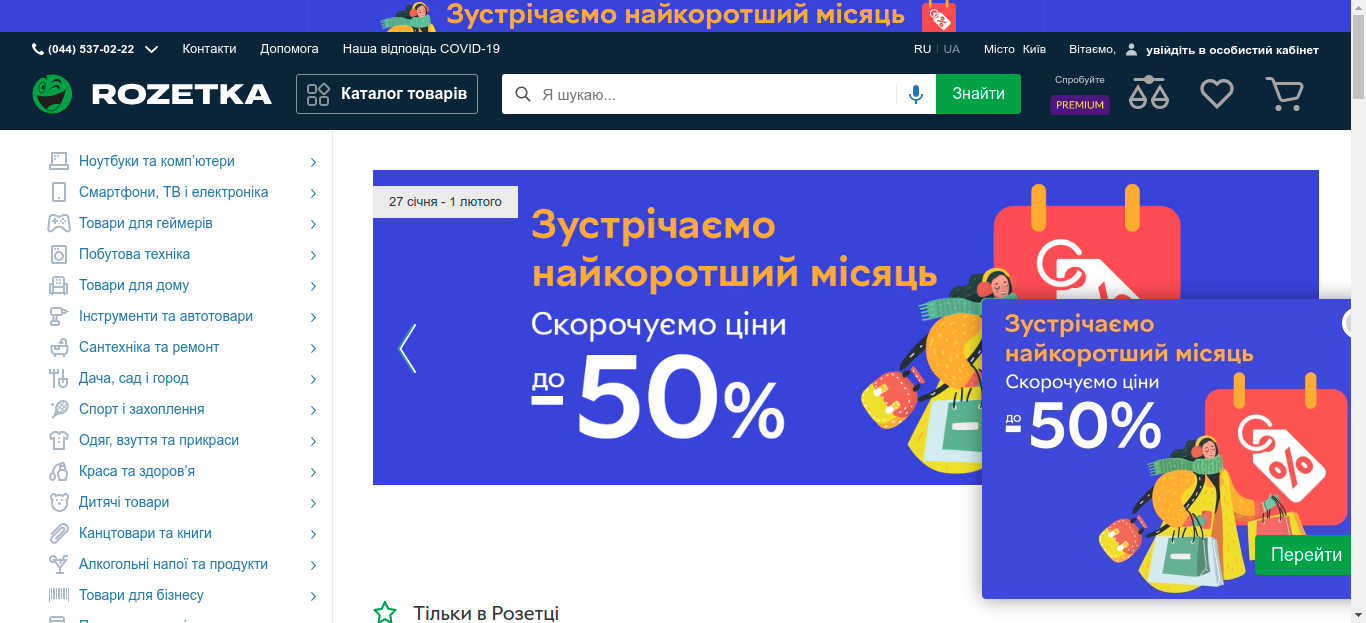 Зустрічаємо найкоротший місяць
(044) 537-02-22 Контакти Допомога Наша відповідь COVID-19 RU | UA Місто Київ Вітаємо, увійдіть в особистий кабінет
ROZETKA Каталог товарів Я шукаю... Знайти
Спробуйте
PREMIUM
Ноутбуки та комп'ютери
Смартфони, ТВ і електроніка
Товари для геймерів
Побутова техніка
Товари для дому
Інструменти та автотовари
Сантехніка та ремонт
Дача, сад і город
Спорт і захоплення
Одяг, взуття та прикраси
Краса та здоров'я
Дитячі товари
Канцтовари та книги
Алкогольні напої та продукти
Товари для бізнесу
27 січня - 1 лютого
Зустрічаємо
найкоротший місяць
Скорочуємо ціни
до
-50%
%
Зустрічаємо
найкоротший місяць
Скорочуємо ціни
до
-50%
%
Перейти
Тільки в Розетці